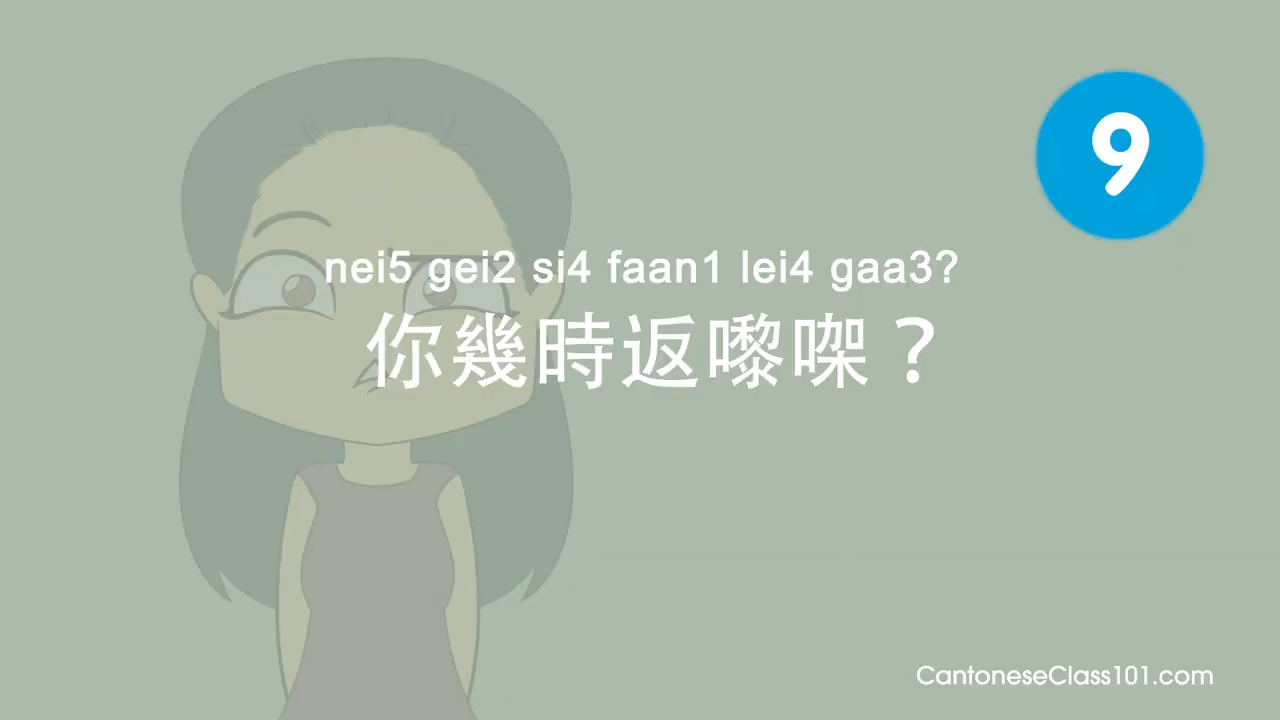 9
nei5 gei2 si4 faan1 lei4 gaa3?
你幾時返嚟㗎？
CantoneseClass101.com